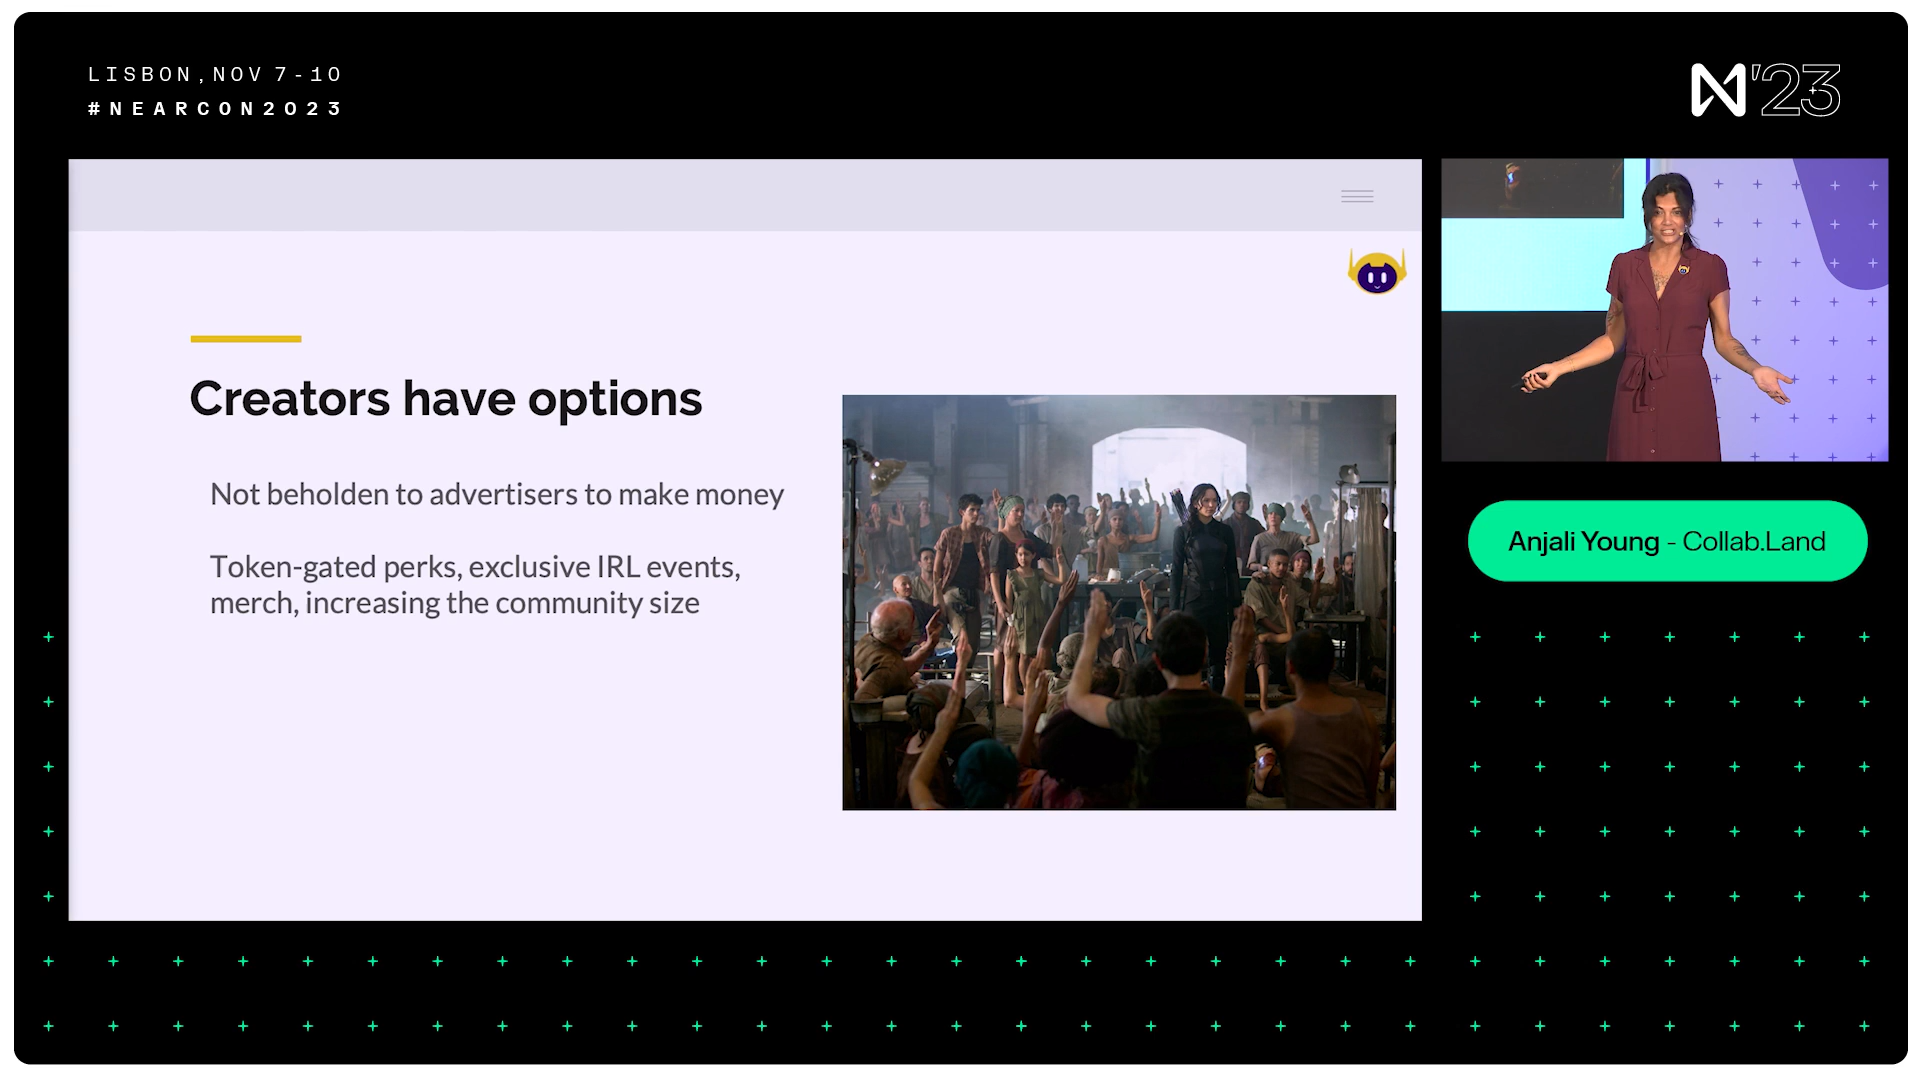 LISBON, NOV 7-10
#NEARCON2023
N'23
Creators have options
Not beholden to advertisers to make money
Token-gated perks, exclusive IRL events,
merch, increasing the community size
Anjali Young - Collab.Land